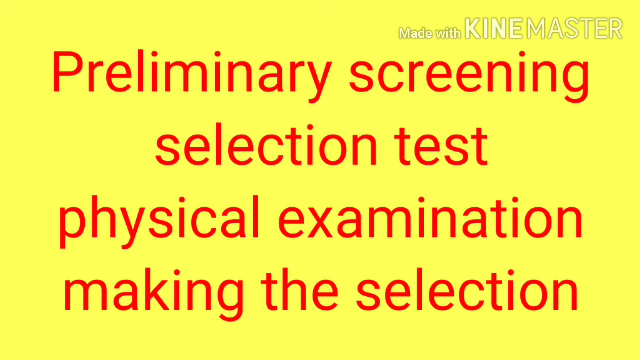 Made with KINEMASTER
Preliminary screening
selection test
physical examination
making the selection